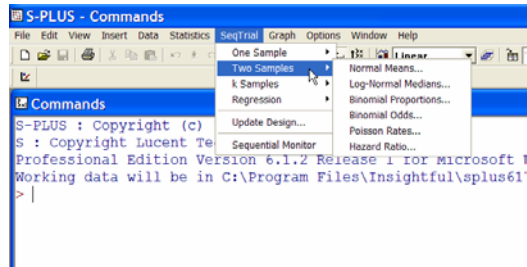 S-PLUS - Commands
File Edit View Insert Data Statistics SeqTrial Graph Options Window Help
One Sample
Linear
Two Samples
Normal Means...
k Samples
Log-Normal Medians...
Regression
Binomial Proportions...
Binomial Odds...
Update Design...
Poisson Rates...
Sequential Monitor
Hazard Ratio...
Commands
S-PLUS : Copyright (c)
S : Copyright Lucent Te
Professional Edition Version 6.1.2 Release 1 for Microsoft
Working data will be in C:\Program Files\Insightful\splus61
>